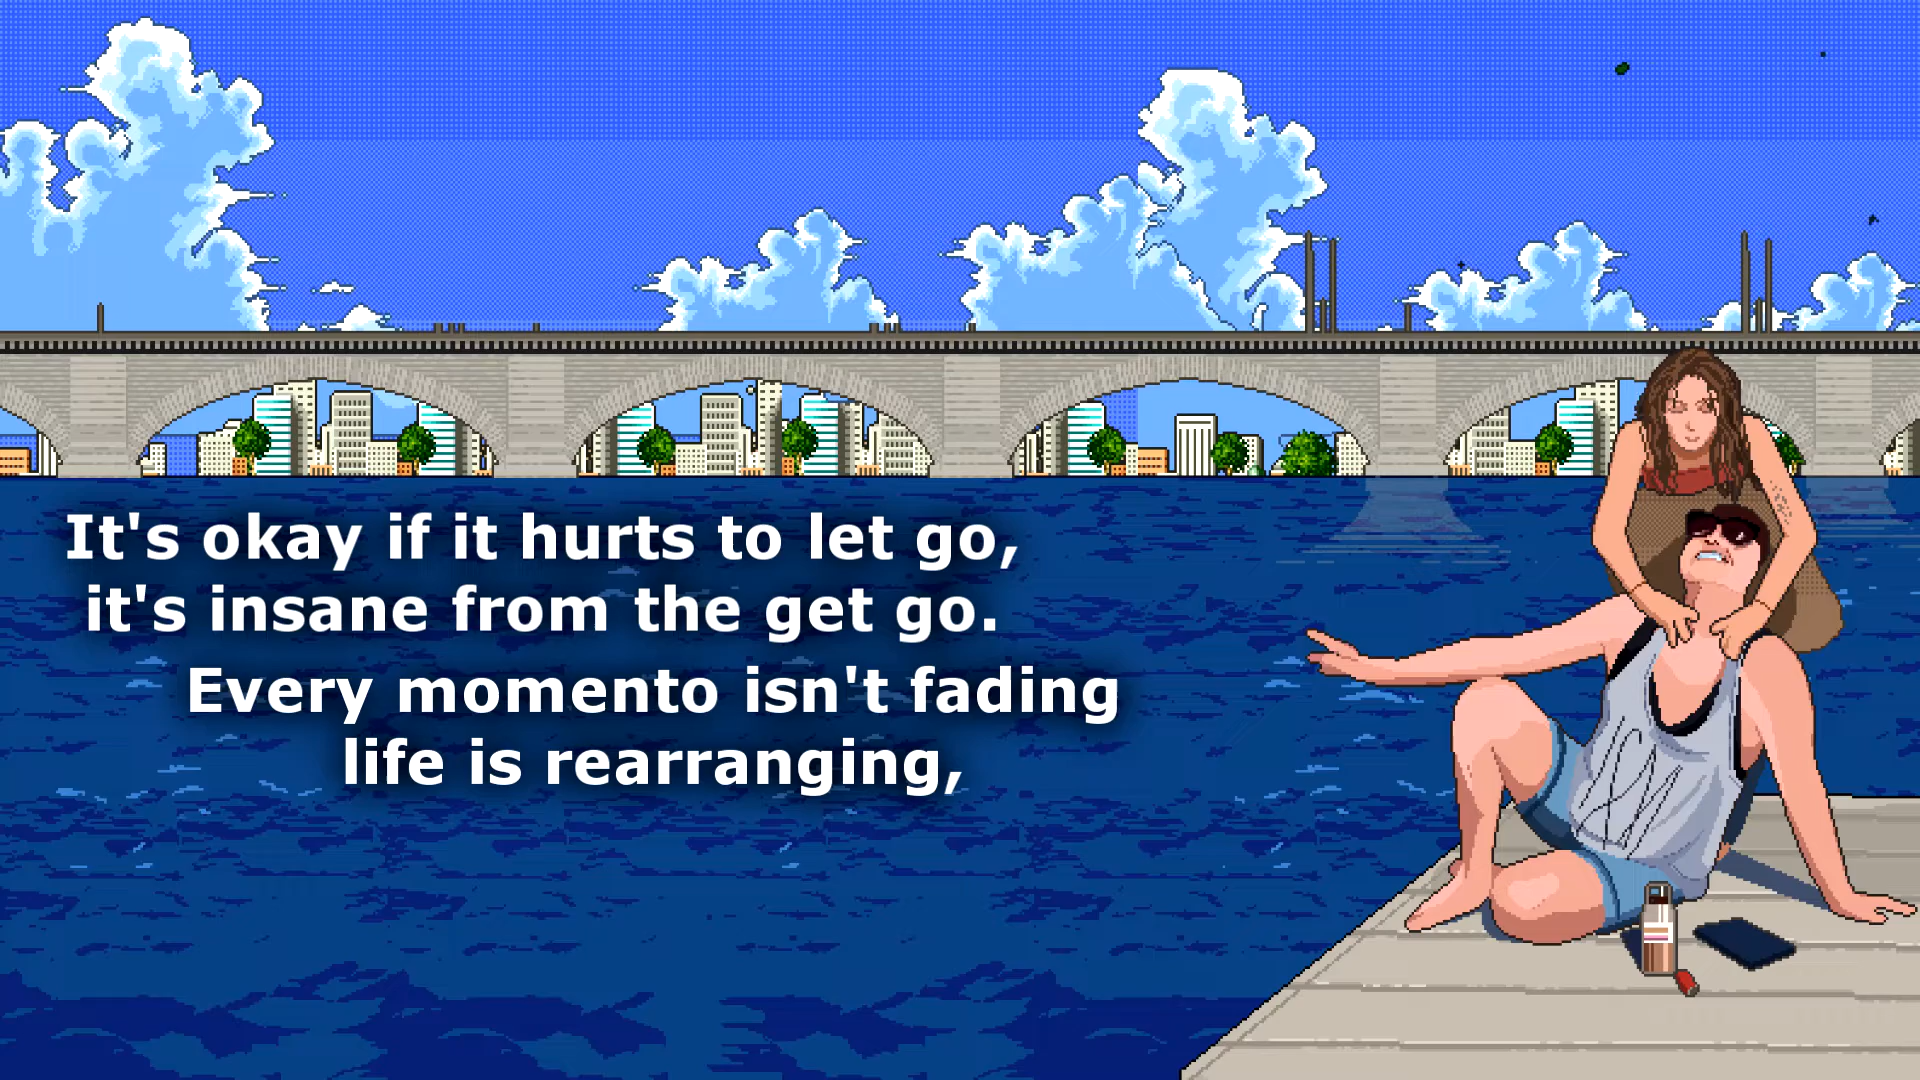 It's okay if it hurts to let go,
it's insane from the get go.
Every momento isn't fading
life is rearranging,